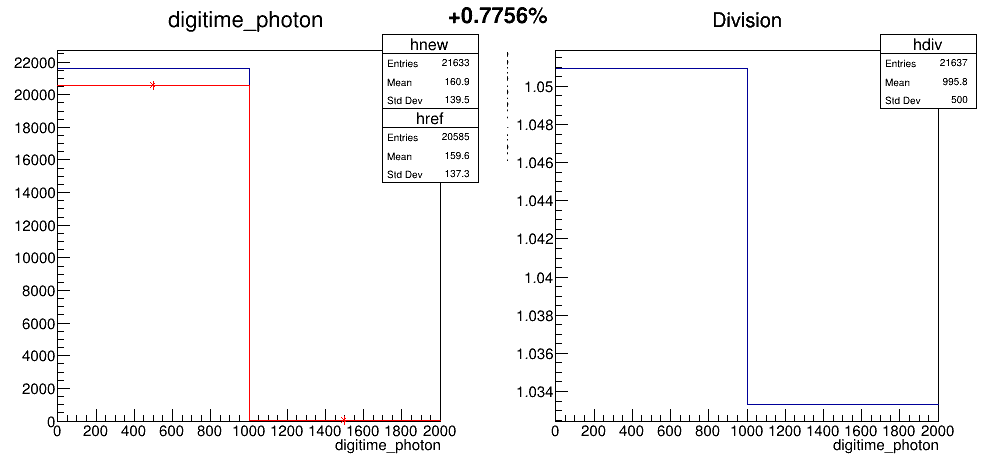 digitime_photon
+0.7756%
Division
hnew
Entries 21633
Mean 160.9
Std Dev 139.5
href
Entries 20585
Mean 159.6
Std Dev 137.3
22000
20000
18000
16000
14000
12000
10000
8000
6000
4000
2000
0
0 200 400 600 800 1000 1200 1400 1600 1800 2000
digitime_photon
hdiv
Entries 21637
Mean 995.8
Std Dev 500
1.05
1.048
1.046
1.044
1.042
1.04
1.038
1.036
1.034
0 200 400 600 800 1000 1200 1400 1600 1800 2000
digitime_photon